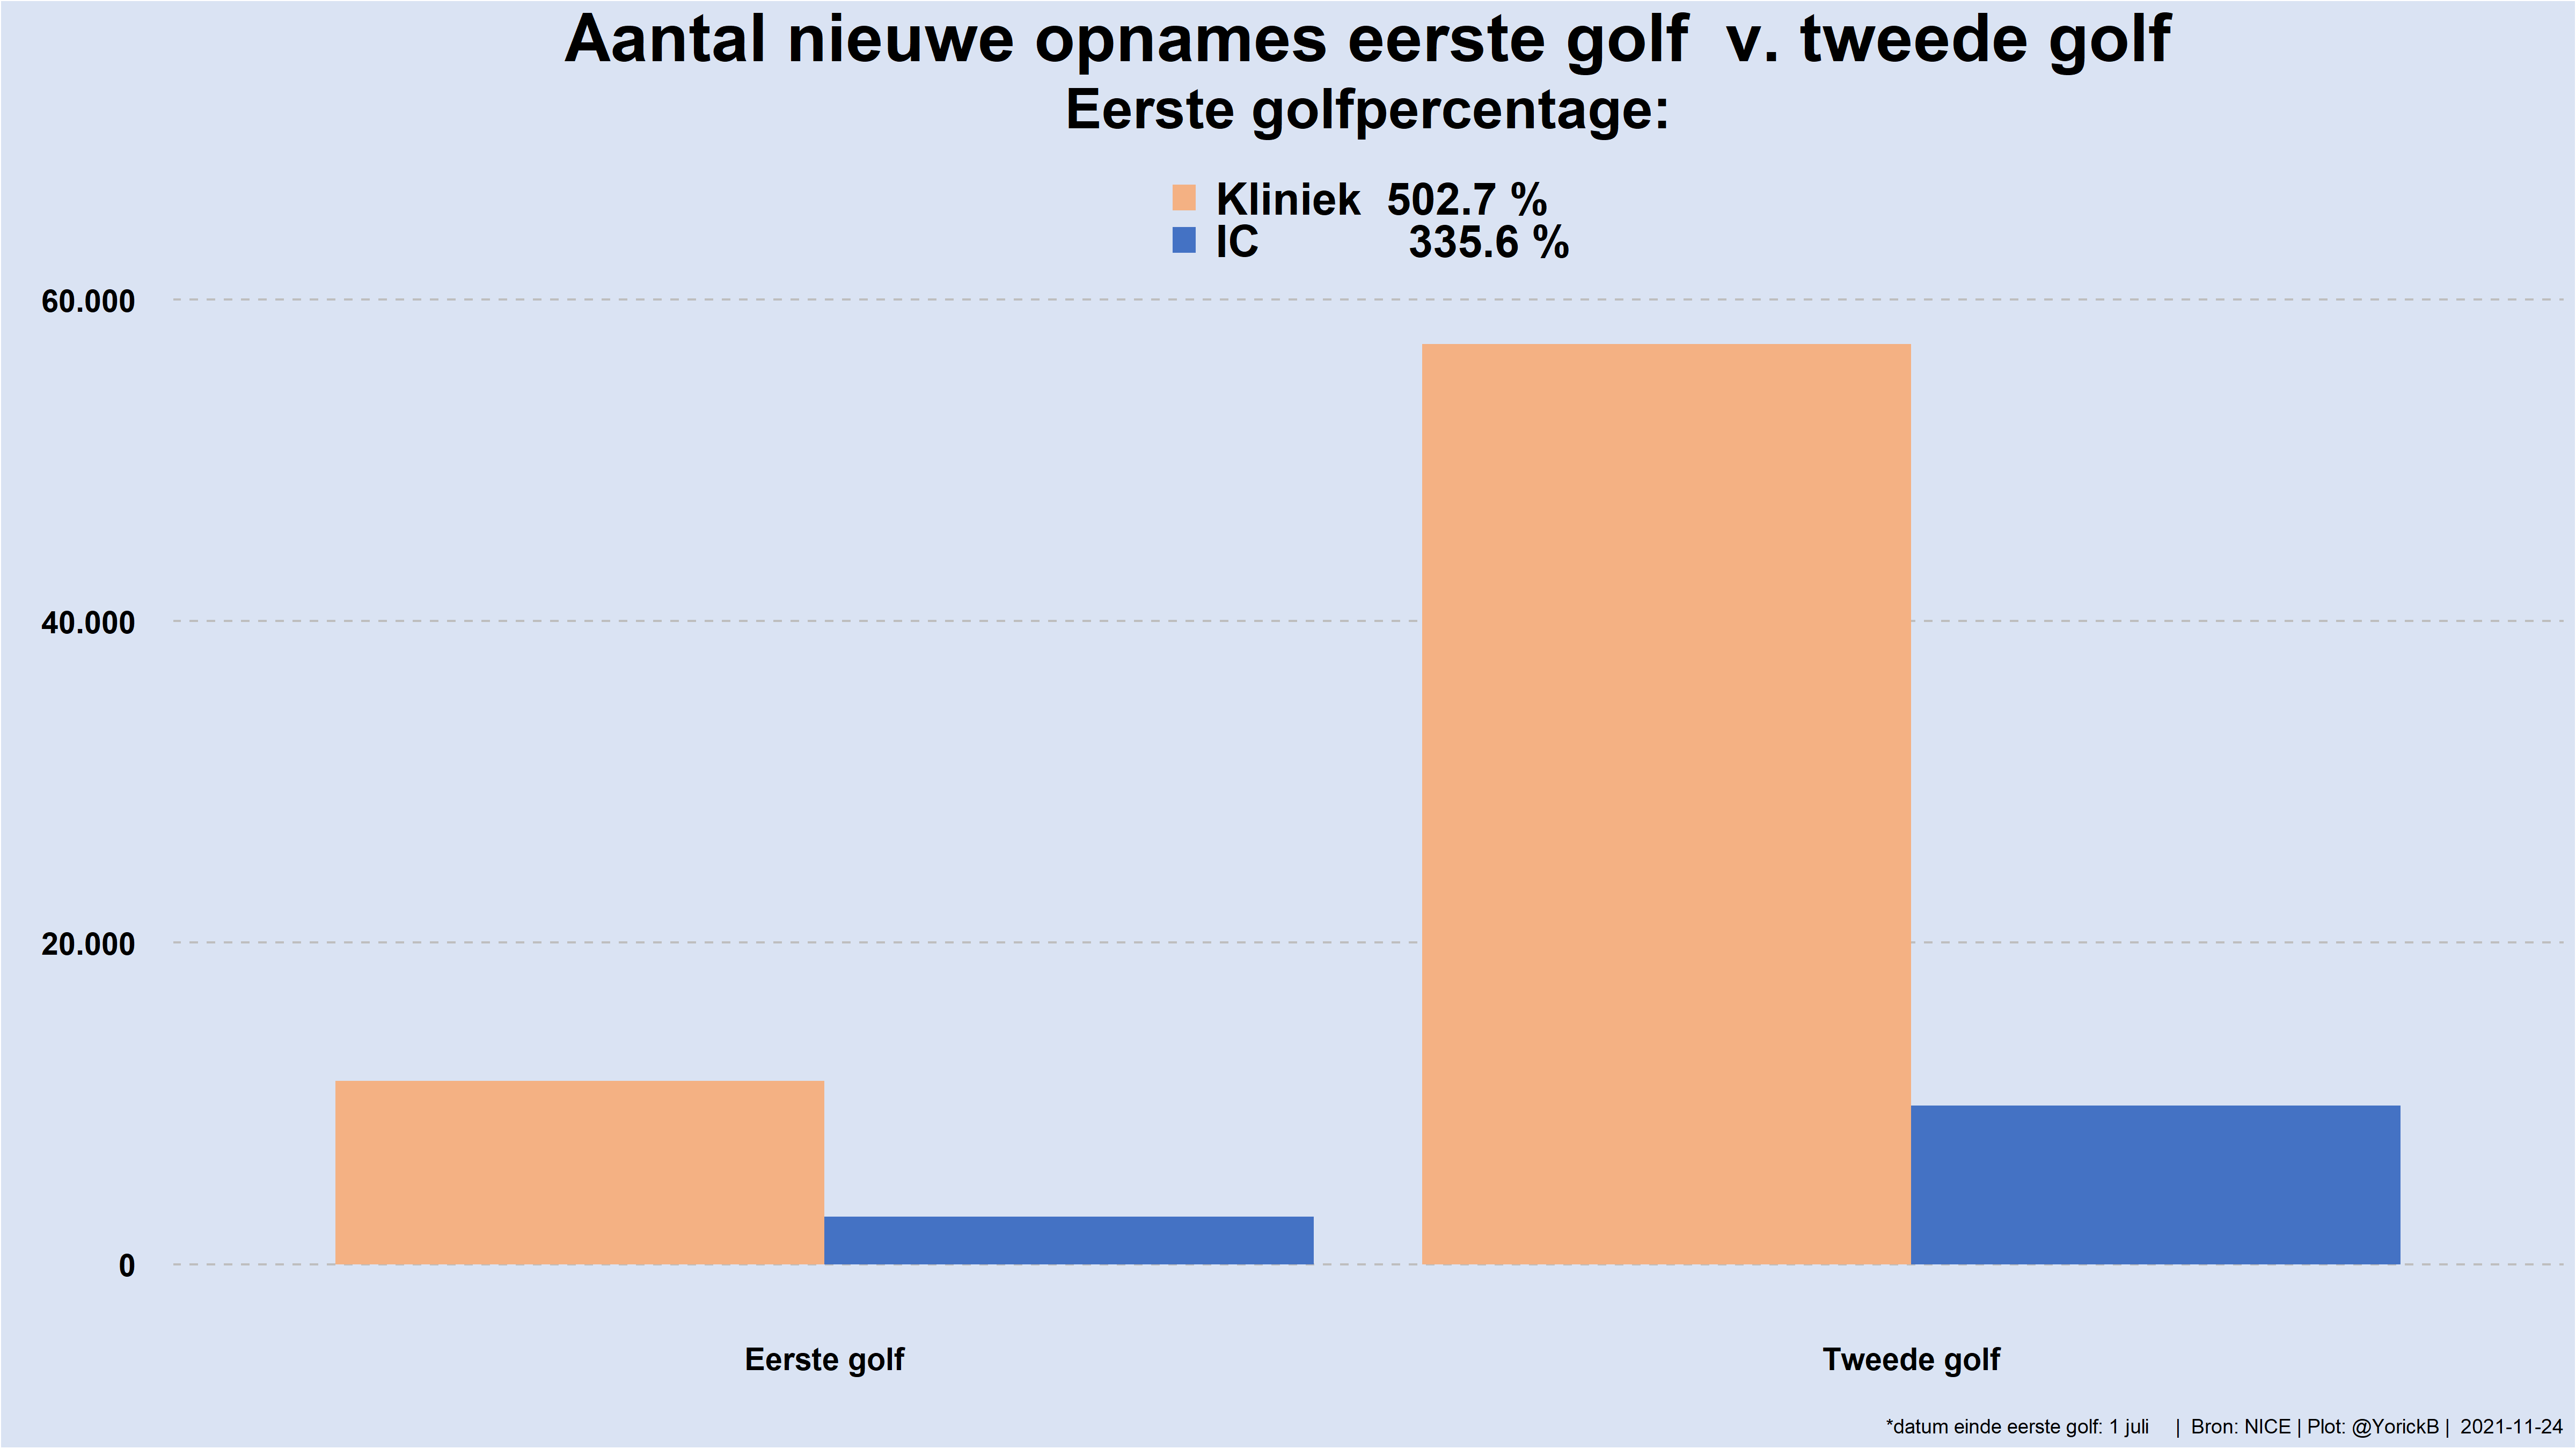 Aantal nieuwe opnames eerste golf  v. tweede golf
Eerste golfpercentage:
Kliniek  502.7 %
IC  335.6 %
60.000
40.000
20.000
0
Eerste golf
Tweede golf
*datum einde eerste golf: 1 juli  |  Bron: NICE | Plot: @YorickB |  2021-11-24